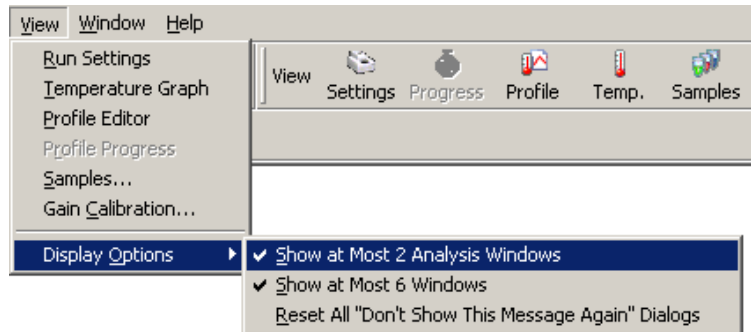 View Window Help
Run Settings
Temperature Graph
Profile Editor
Profile Progress
Samples...
Gain Calibration...
Display Options
View
Settings Progress Profile Temp. Samples
Show at Most 2 Analysis Windows
Show at Most 6 Windows
Reset All "Don't Show This Message Again" Dialogs